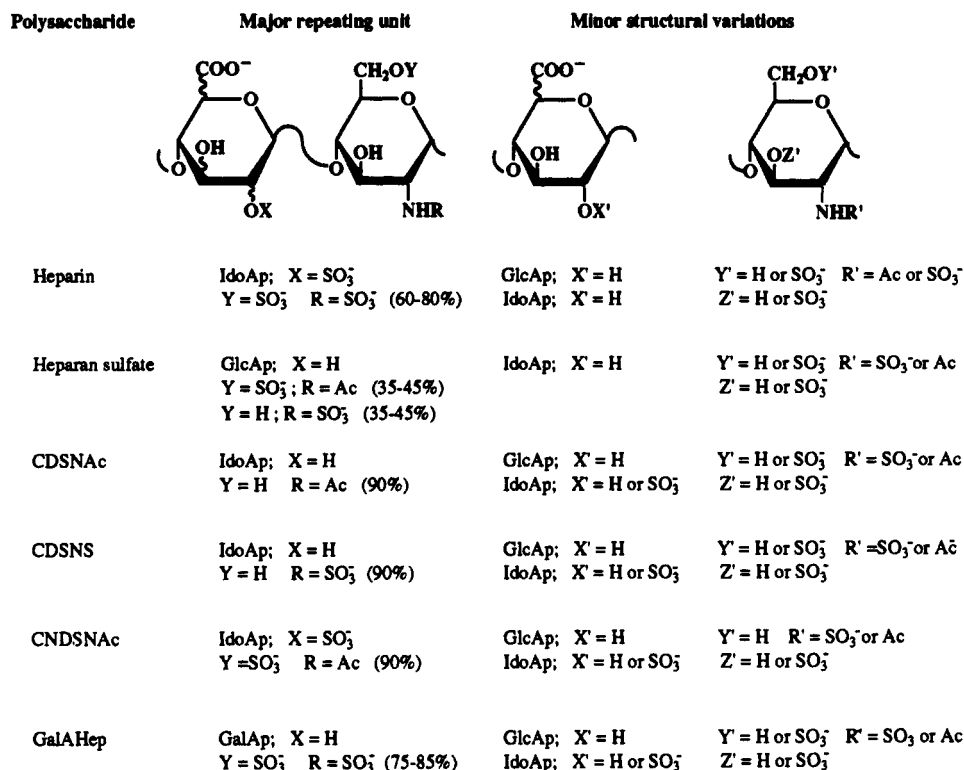 Polysaccharide Major repeating unit Minor structural variations
COO⁻ CH₂OY COO⁻ CH₂OY'
O O O O
OH OH OH OZ'
O O O O
OX NHR OX' NHR'
Heparin IdoAp; X = SO₃⁻ GlcAp; X' = H Y' = H or SO₃⁻ R' = Ac or SO₃⁻
Y = SO₃⁻ R = SO₃⁻ (60-80%) IdoAp; X' = H Z' = H or SO₃⁻
Heparan sulfate GlcAp; X = H IdoAp; X' = H Y' = H or SO₃⁻ R' = SO₃⁻ or Ac
Y = SO₃⁻; R = Ac (35-45%) Z' = H or SO₃⁻
Y = H; R = SO₃⁻ (35-45%)
CDSNAc IdoAp; X = H GlcAp; X' = H Y' = H or SO₃⁻ R' = SO₃⁻ or Ac
Y = H R = Ac (90%) IdoAp; X' = H or SO₃⁻ Z' = H or SO₃⁻
CDSNS IdoAp; X = H GlcAp; X' = H Y' = H or SO₃⁻ R' =SO₃⁻ or Ac
Y = H R = SO₃⁻ (90%) IdoAp; X' = H or SO₃⁻ Z' = H or SO₃⁻
CNDSNAc IdoAp; X = SO₃⁻ GlcAp; X' = H Y' = H R' = SO₃⁻ or Ac
Y =SO₃⁻ R = Ac (90%) IdoAp; X' = H or SO₃⁻ Z' = H or SO₃⁻
GalAHep GalAp; X = H GlcAp; X' = H Y' = H or SO₃⁻ R' = SO₃ or Ac
Y = SO₃⁻ R = SO₃⁻ (75-85%) IdoAp; X' = H or SO₃⁻ Z' = H or SO₃⁻